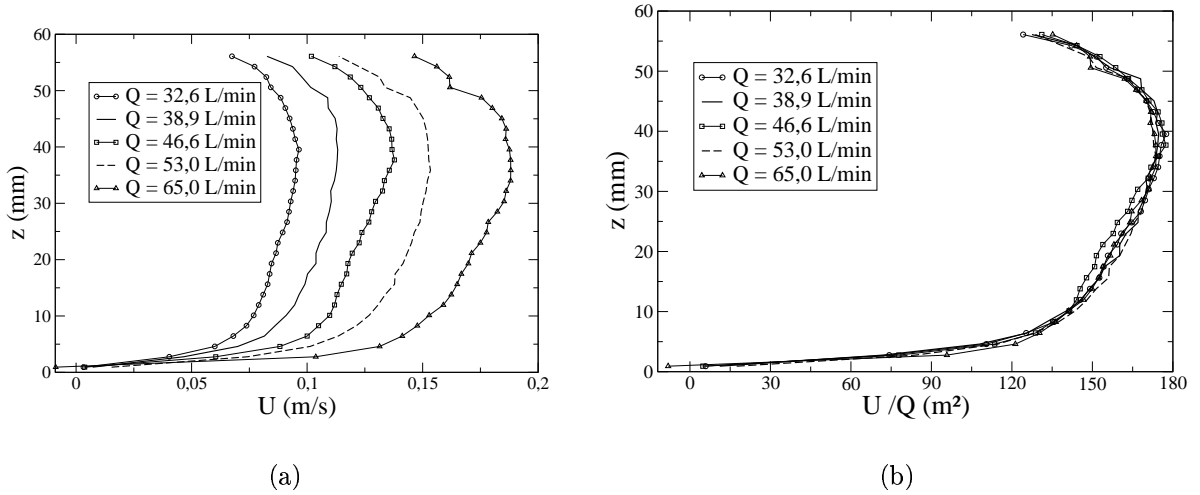 60
50
40
30
20
10
0
z (mm)
Q = 32,6 L/min
Q = 38,9 L/min
Q = 46,6 L/min
Q = 53,0 L/min
Q = 65,0 L/min
0 0,05 0,1 0,15 0,2
U (m/s)
(a)
60
50
40
30
20
10
0
z (mm)
Q = 32,6 L/min
Q = 38,9 L/min
Q = 46,6 L/min
Q = 53,0 L/min
Q = 65,0 L/min
0 30 60 90 120 150 180
U /Q (m²)
(b)